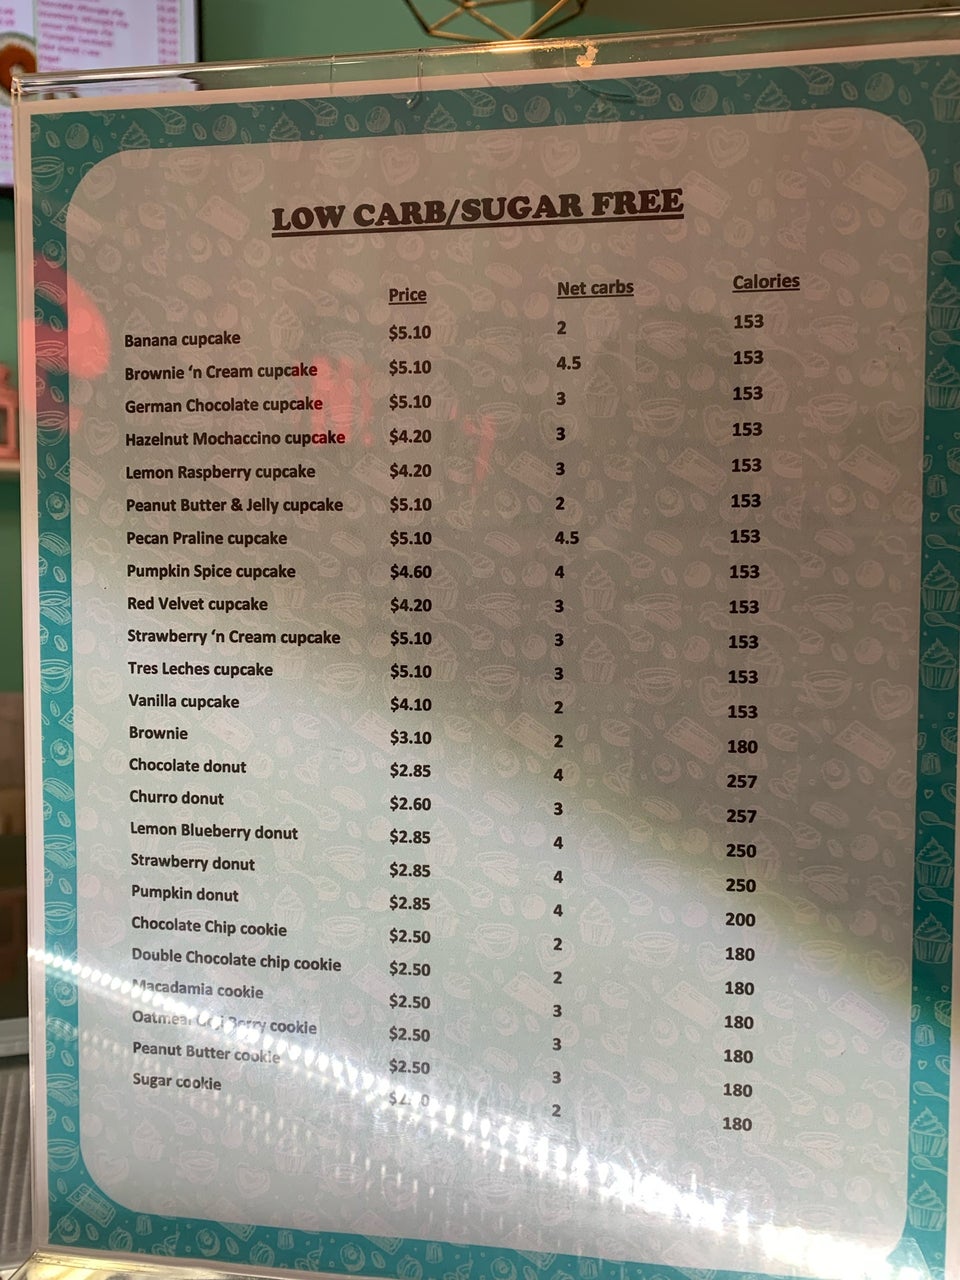 LOW CARB/SUGAR FREE
Price Net carbs Calories
Banana cupcake $5.10 2 153
Brownie ‘n Cream cupcake $5.10 4.5 153
German Chocolate cupcake $5.10 3 153
Hazelnut Mochaccino cupcake $4.20 3 153
Lemon Raspberry cupcake $4.20 3 153
Peanut Butter & Jelly cupcake $5.10 2 153
Pecan Praline cupcake $5.10 4.5 153
Pumpkin Spice cupcake $4.60 4 153
Red Velvet cupcake $4.20 3 153
Strawberry ‘n Cream cupcake $5.10 3 153
Tres Leches cupcake $5.10 3 153
Vanilla cupcake $4.10 2 153
Brownie $3.10 2 180
Chocolate donut $2.85 4 257
Churro donut $2.60 3 257
Lemon Blueberry donut $2.85 4 250
Strawberry donut $2.85 4 250
Pumpkin donut $2.85 4 200
Chocolate Chip cookie $2.50 2 180
Double Chocolate chip cookie $2.50 2 180
Macadamia cookie $2.50 3 180
Oatmeal Berry cookie $2.50 3 180
Peanut Butter cookie $2.50 3 180
Sugar cookie 2 180